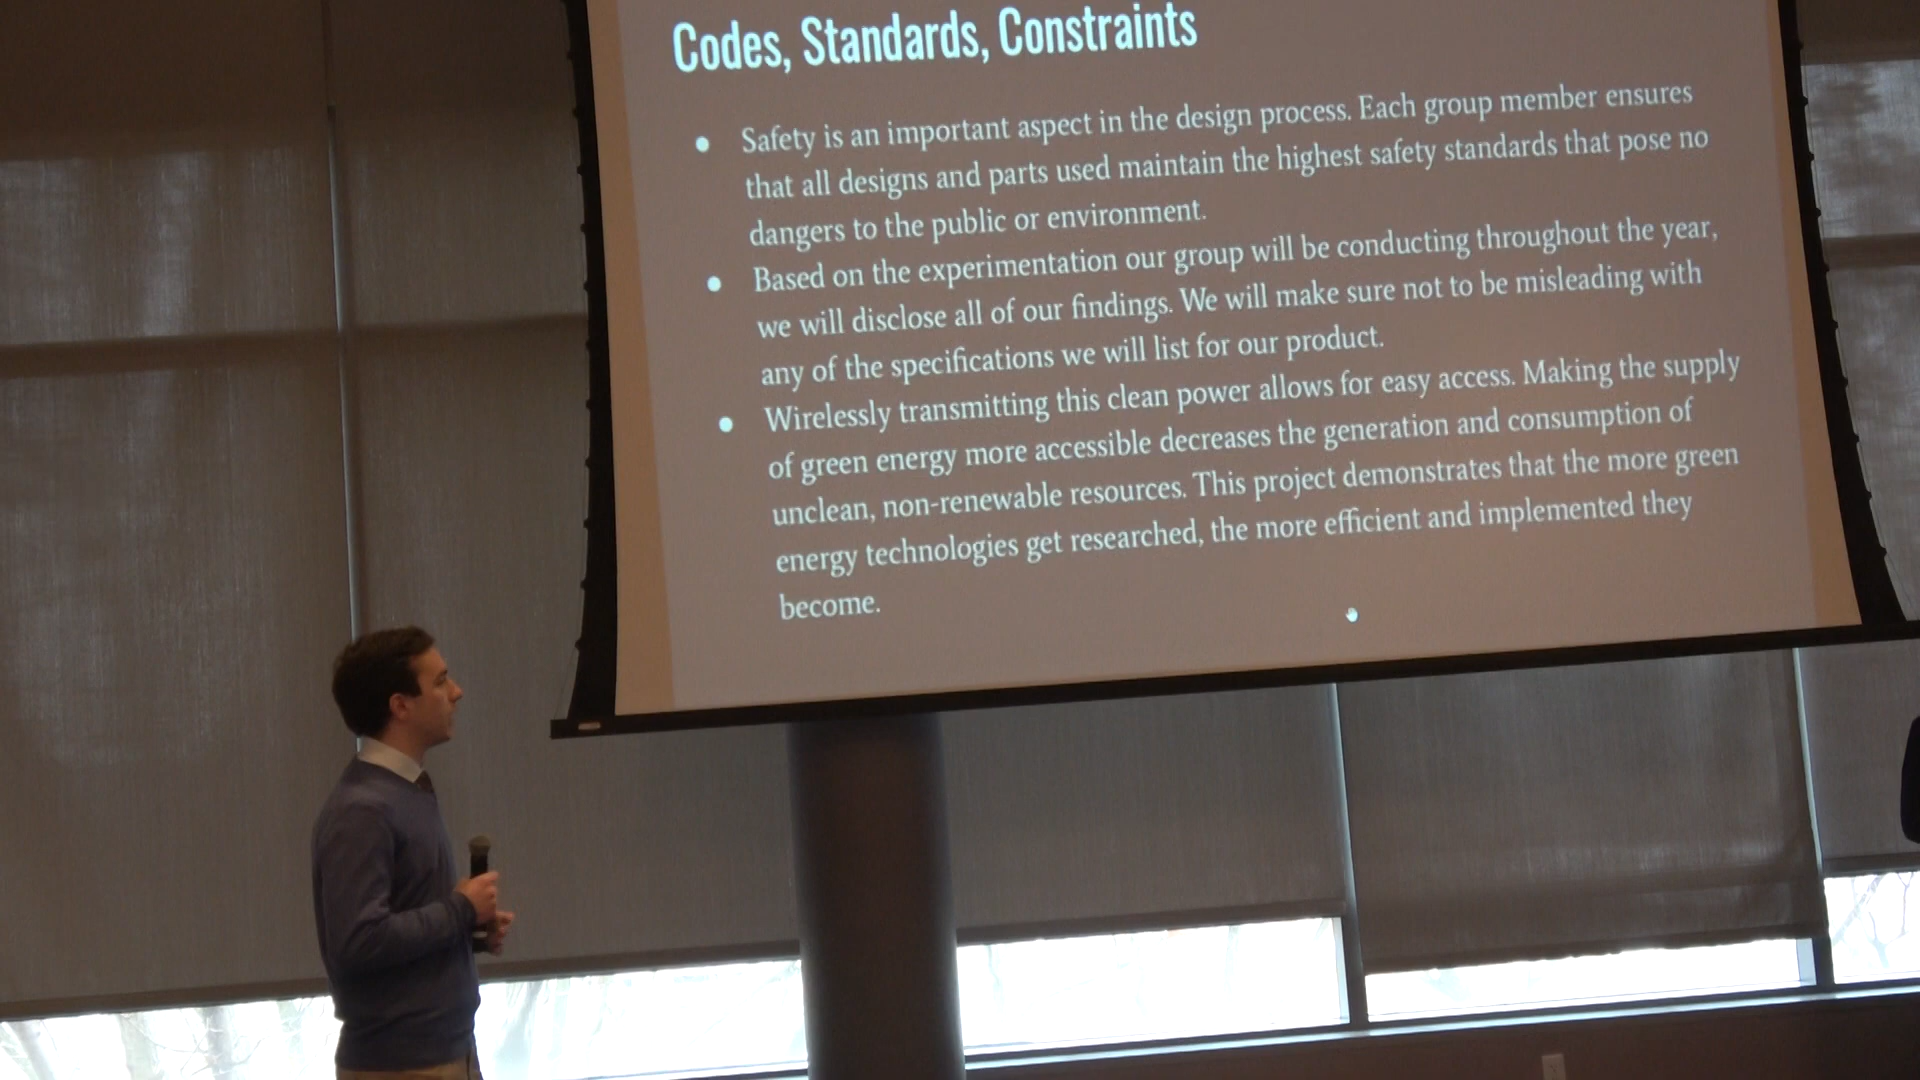 Codes, Standards, Constraints
● Safety is an important aspect in the design process. Each group member ensures
that all designs and parts used maintain the highest safety standards that pose no
dangers to the public or environment.
● Based on the experimentation our group will be conducting throughout the year,
we will disclose all of our findings. We will make sure not to be misleading with
any of the specifications we will list for our product.
● Wirelessly transmitting this clean power allows for easy access. Making the supply
of green energy more accessible decreases the generation and consumption of
unclean, non-renewable resources. This project demonstrates that the more green
energy technologies get researched, the more efficient and implemented they
become.